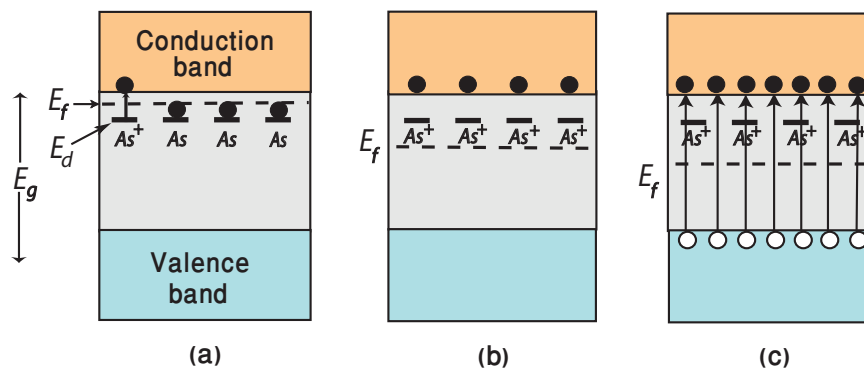 Conduction
band
E_f
E_d
As⁺ As As As
E_g
Valence
band
(a)
As⁺ As⁺ As⁺ As⁺
E_f
(b)
As⁺ As⁺ As⁺ As⁺
E_f
(c)